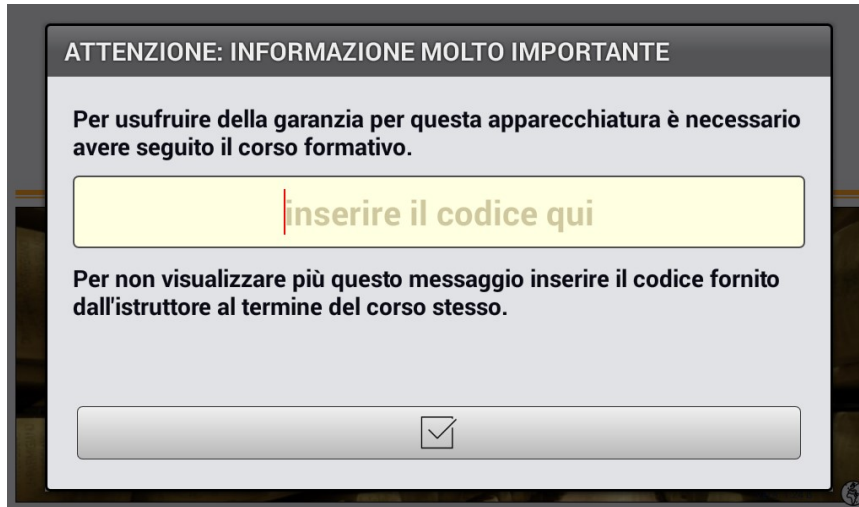 ATTENZIONE: INFORMAZIONE MOLTO IMPORTANTE
Per usufruire della garanzia per questa apparecchiatura è necessario
avere seguito il corso formativo.
inserire il codice qui
Per non visualizzare più questo messaggio inserire il codice fornito
dall'istruttore al termine del corso stesso.